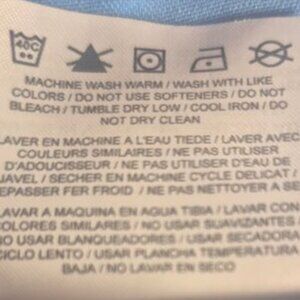 40C
MACHINE WASH WARM / WASH WITH LIKE
COLORS / DO NOT USE SOFTENERS / DO NOT
BLEACH / TUMBLE DRY LOW / COOL IRON / DO
NOT DRY CLEAN
LAVER EN MACHINE A L'EAU TIEDE / LAVER AVEC
COULEURS SIMILAIRES / NE PAS UTILISER
D'ADOUCISSEUR / NE PAS UTILISER D'EAU DE
JAVEL / SECHER EN MACHINE CYCLE DELICAT /
EPASSER FER FROID / NE PAS NETTOYER A SE
LAVAR A MAQUINA EN AGUA TIBIA / LAVAR CON
COLORES SIMILARES / NO USAR SUAVIZANTES /
NO USAR BLANQUEADORES / USAR SECADORA
CICLO LENTO / USAR PLANCHA TEMPERATURA
BAJA / NO LAVAR EN SECO